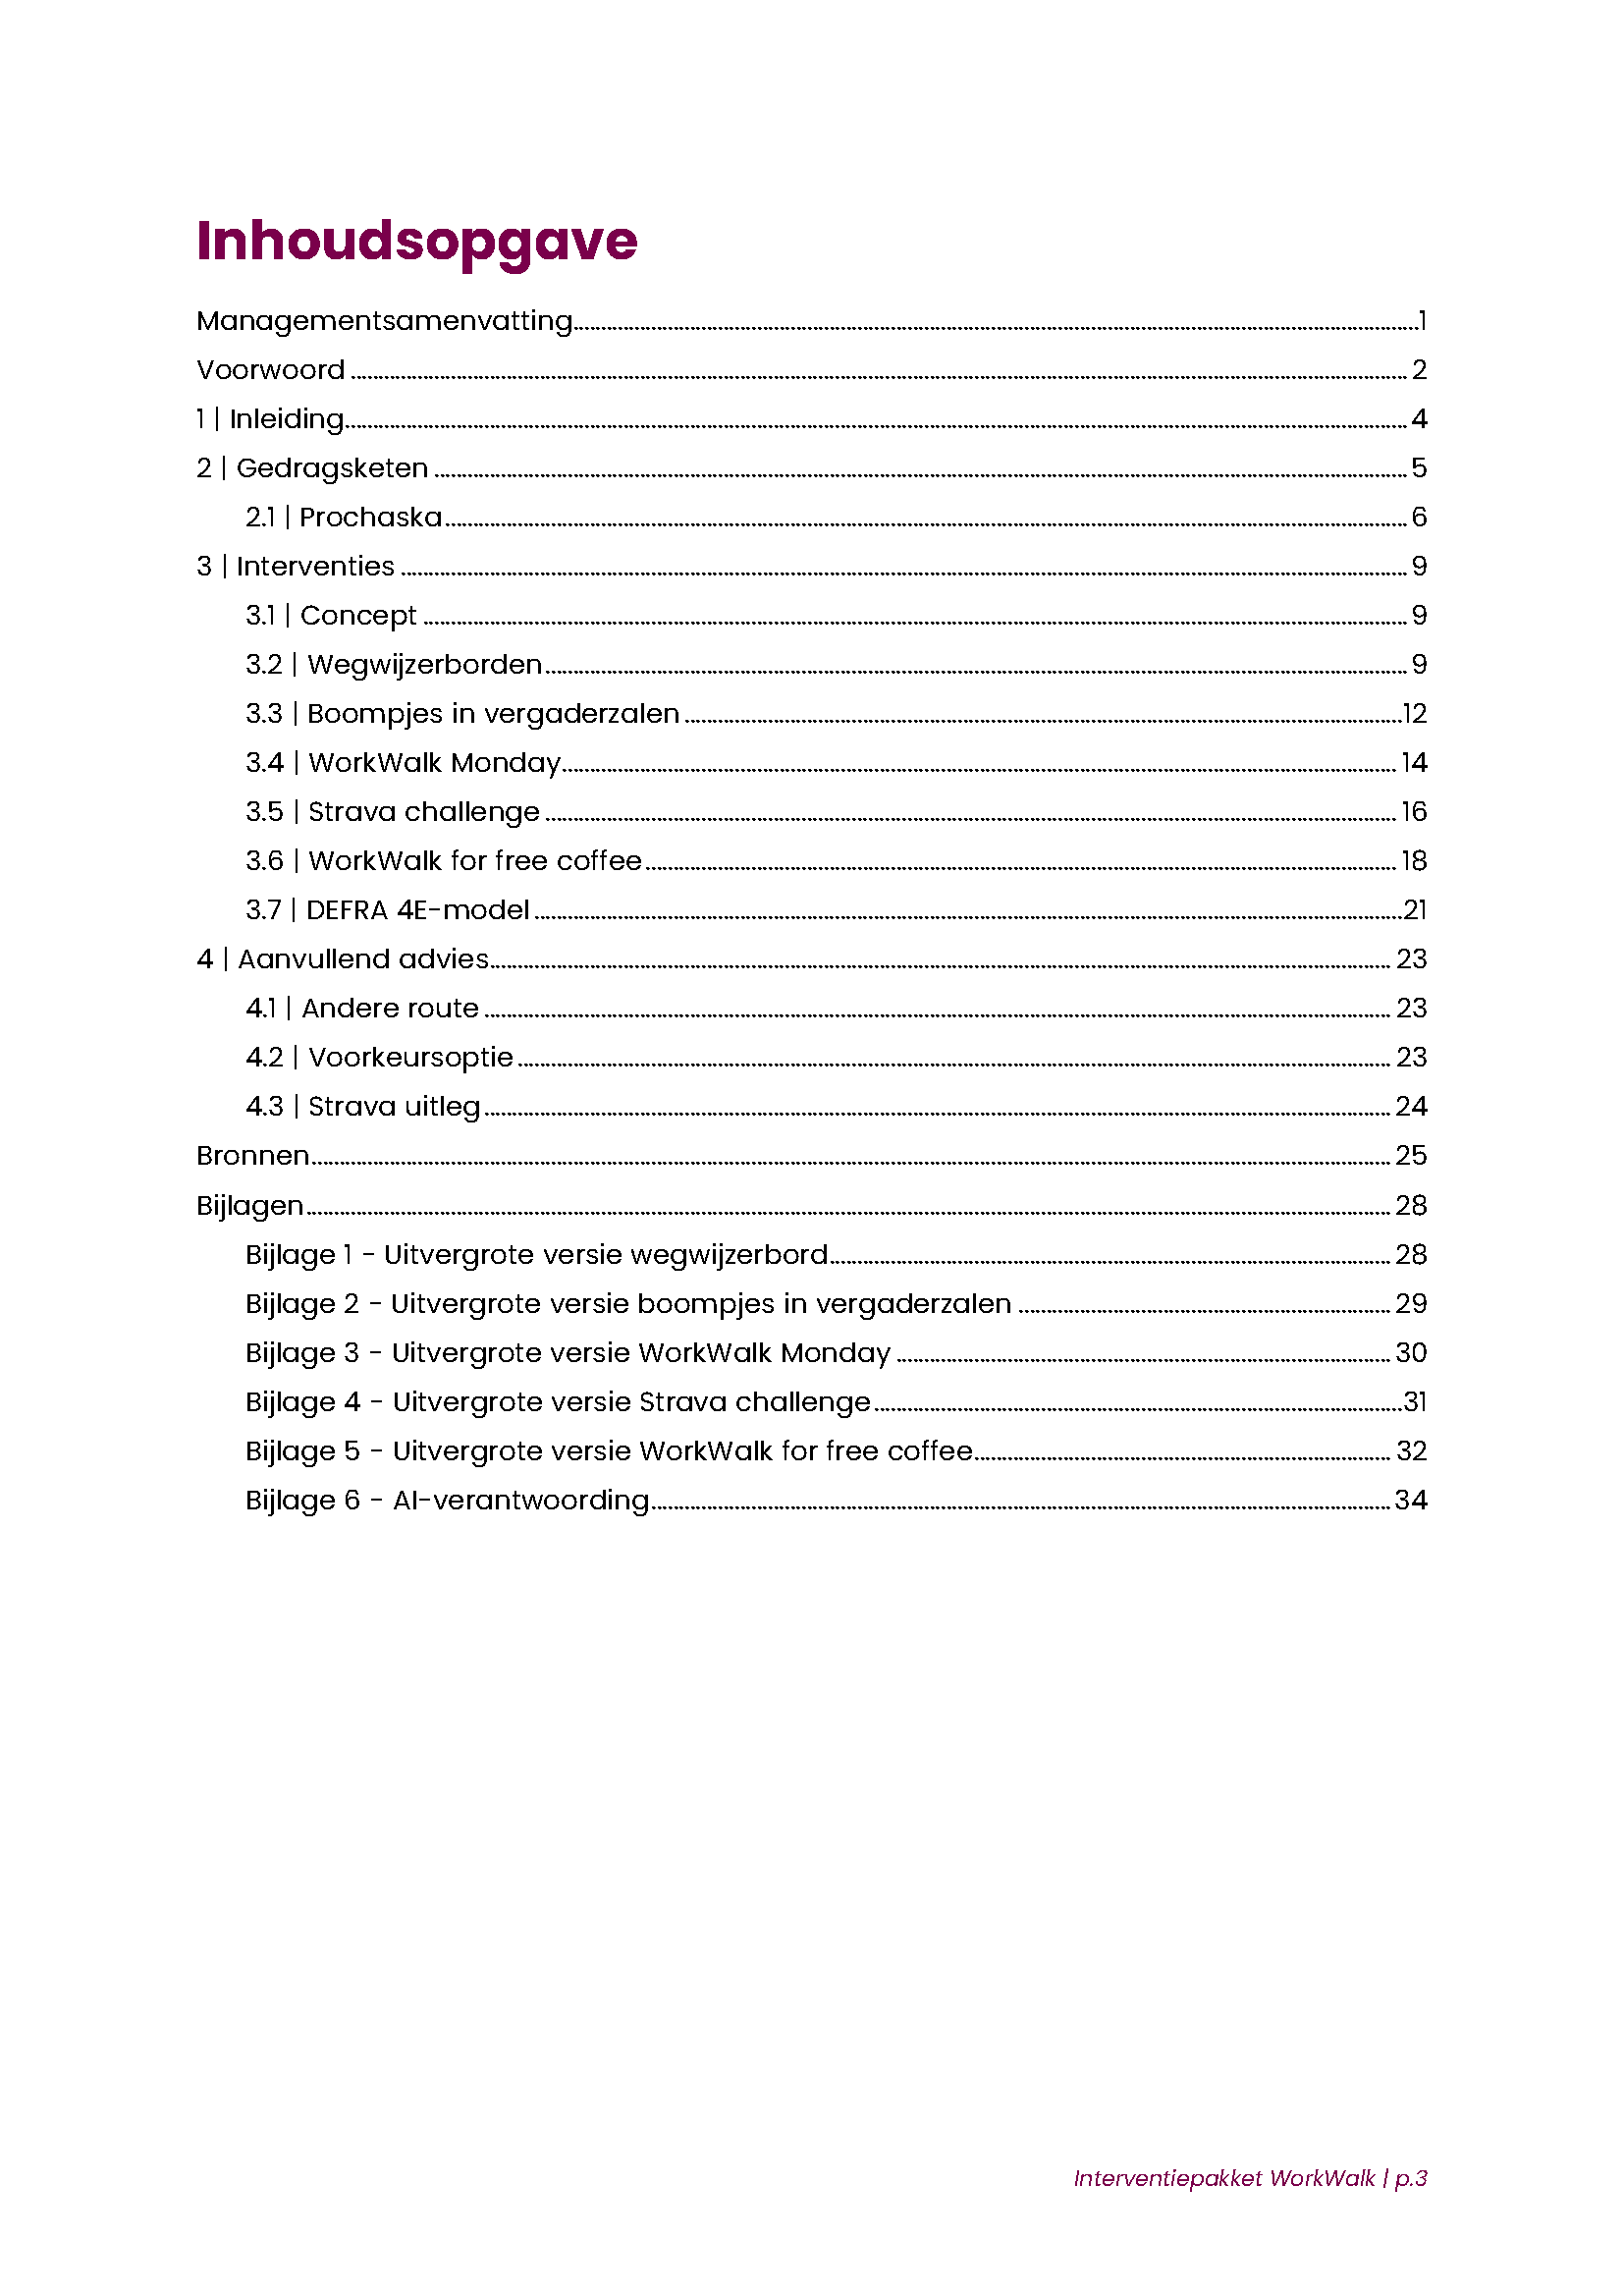 Inhoudsopgave
Managementsamenvatting 1
Voorwoord 2
1 | Inleiding 4
2 | Gedragsketen 5
2.1 | Prochaska 6
3 | Interventies 9
3.1 | Concept 9
3.2 | Wegwijzerborden 9
3.3 | Boompjes in vergaderzalen 12
3.4 | WorkWalk Monday 14
3.5 | Strava challenge 16
3.6 | WorkWalk for free coffee 18
3.7 | DEFRA 4E-model 21
4 | Aanvullend advies 23
4.1 | Andere route 23
4.2 | Voorkeursoptie 23
4.3 | Strava uitleg 24
Bronnen 25
Bijlagen 28
Bijlage 1 - Uitvergrote versie wegwijzerbord 28
Bijlage 2 - Uitvergrote versie boompjes in vergaderzalen 29
Bijlage 3 - Uitvergrote versie WorkWalk Monday 30
Bijlage 4 - Uitvergrote versie Strava challenge 31
Bijlage 5 - Uitvergrote versie WorkWalk for free coffee 32
Bijlage 6 - AI-verantwoording 34
Interventiepakket WorkWalk | p.3